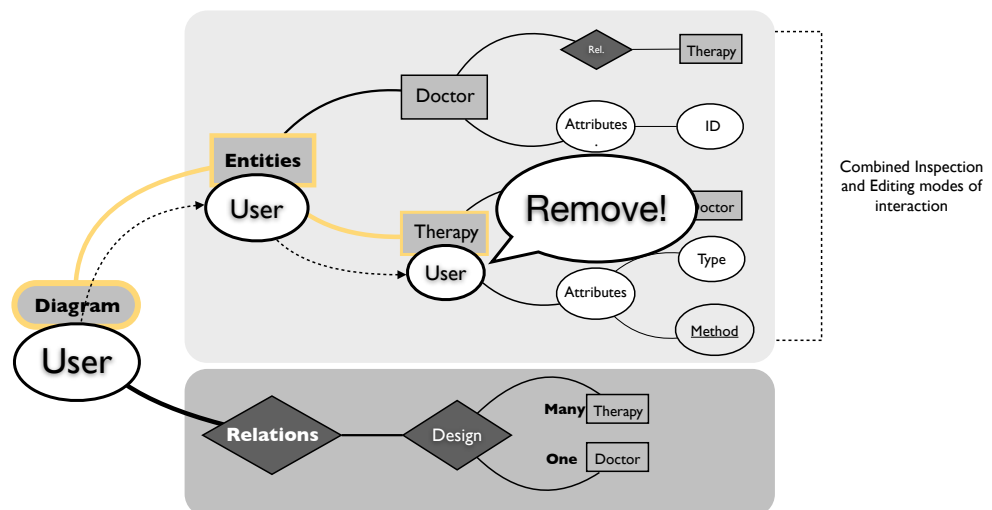 Rel.
Therapy
Doctor
Attributes
.
ID
Entities
User
Remove!
Doctor
Therapy
User
Type
Attributes
Method
Combined Inspection
and Editing modes of
interaction
Diagram
User
Relations
Design
Many
Therapy
One
Doctor